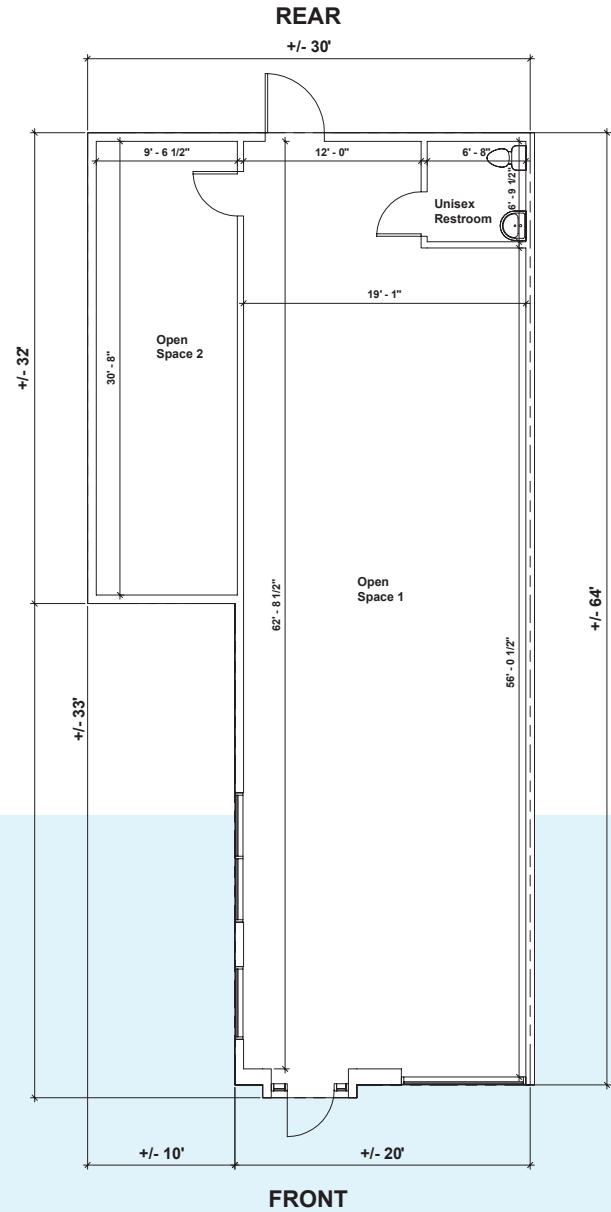 REAR
+/- 30'
9' - 6 1/2"
12' - 0"
6' - 8"
6' - 9 1/2"
Unisex
Restroom
19' - 1"
Open
Space 2
30' - 8"
+/- 32'
Open
Space 1
62' - 8 1/2"
+/- 64'
56' - 0 1/2"
+/- 33'
+/- 10'
+/- 20'
FRONT